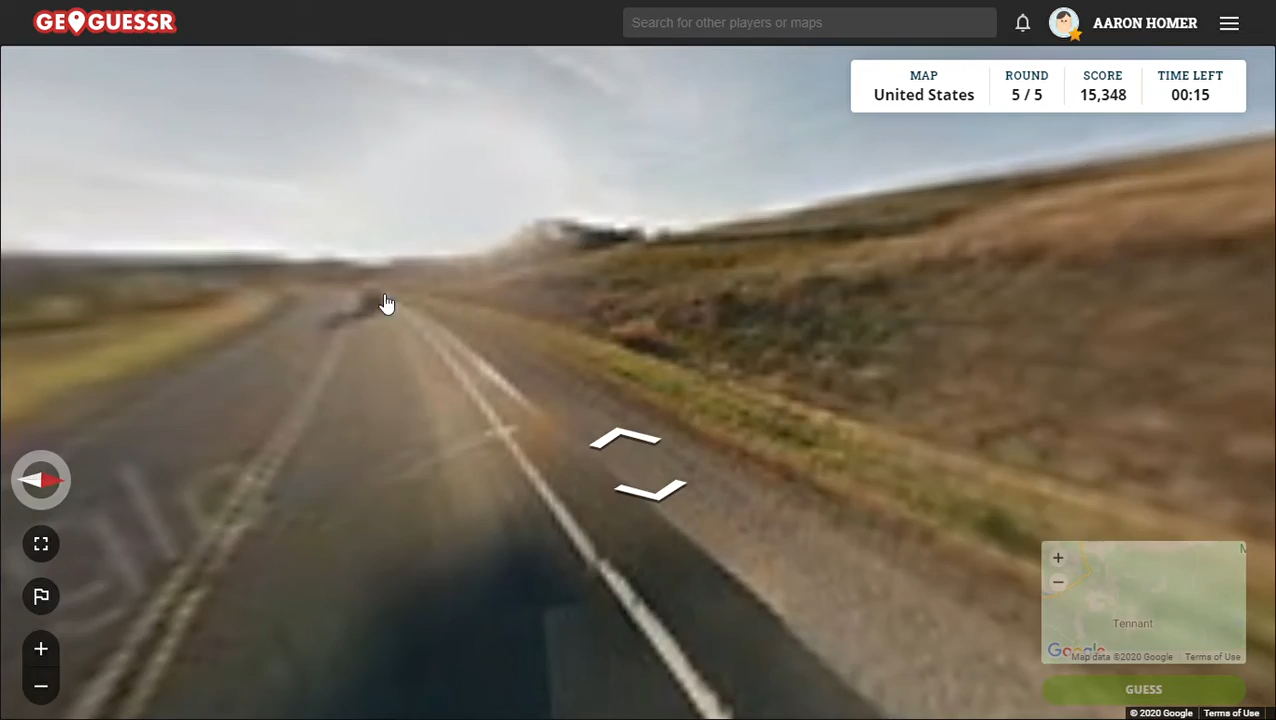 GEOGUESSR
Search for other players or maps
AARON HOMER
MAP
United States
ROUND
5 / 5
SCORE
15,348
TIME LEFT
00:15
+
−
+
−
Tennant
Google
Map data ©2020 Google
Terms of Use
GUESS
© 2020 Google
Terms of Use